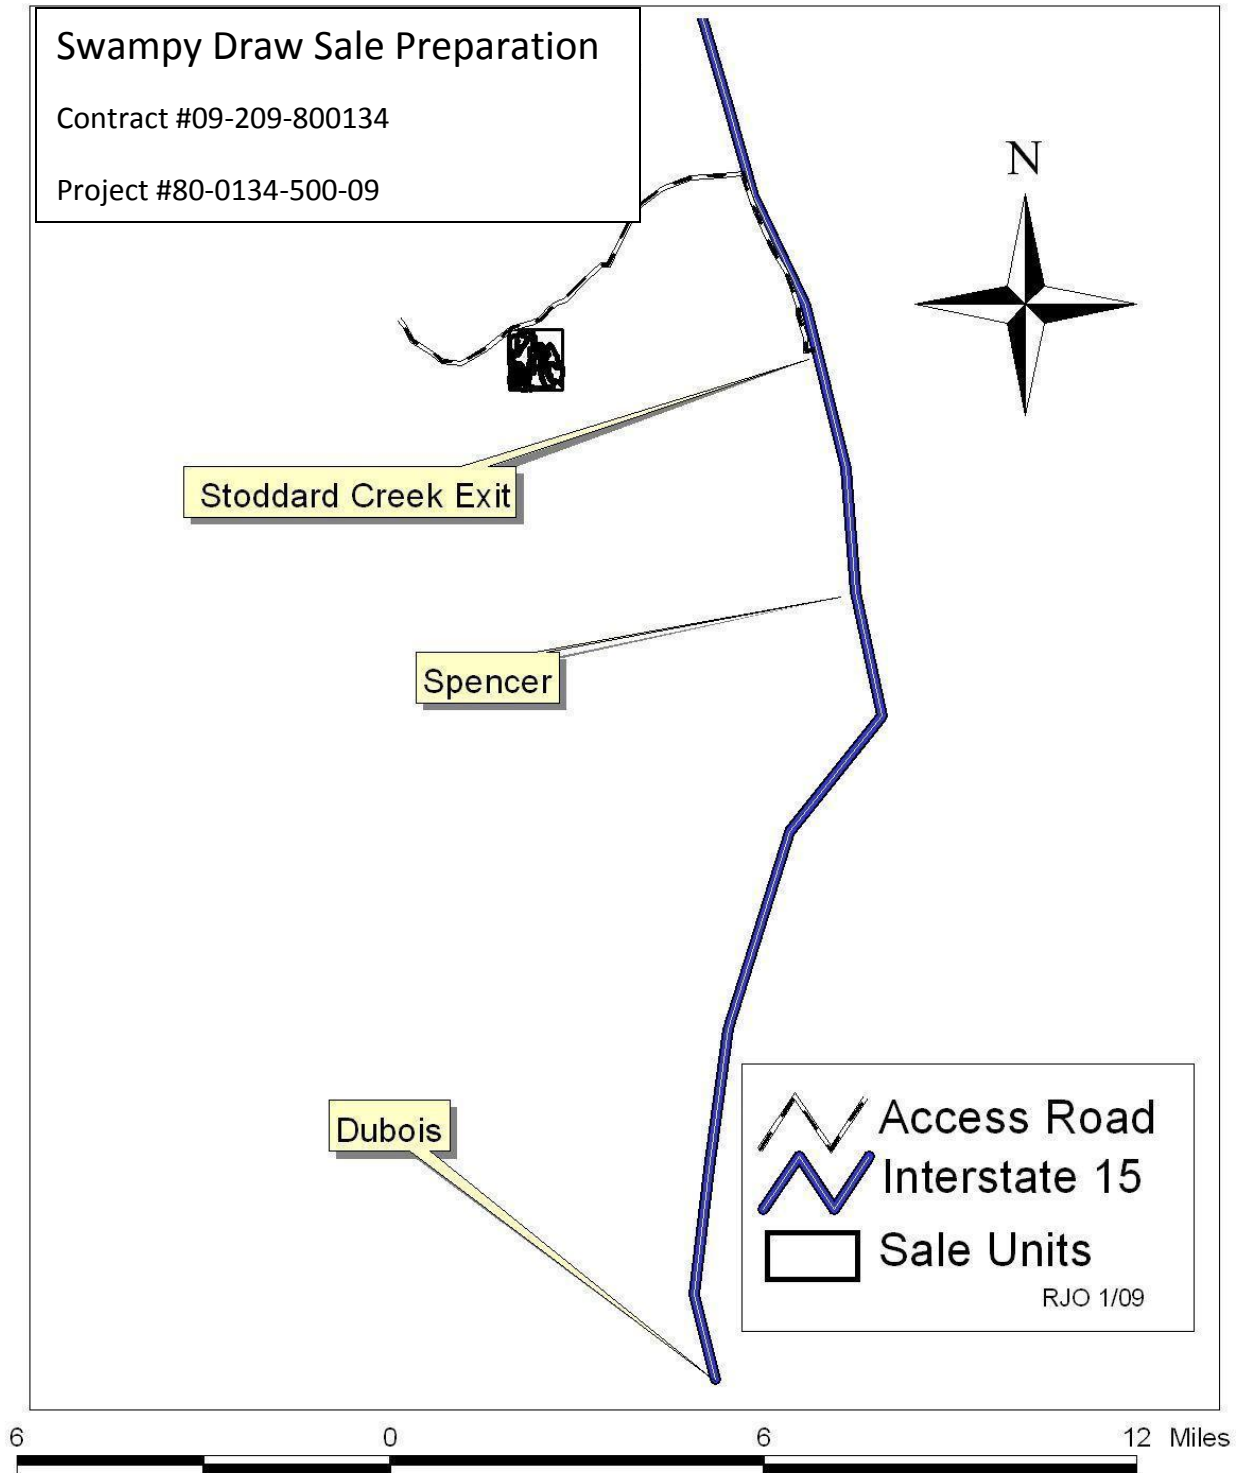 Swampy Draw Sale Preparation
Contract #09-209-800134
Project #80-0134-500-09
N
Stoddard Creek Exit
Spencer
Dubois
Access Road
Interstate 15
Sale Units
RJO 1/09
6 0 6 12 Miles